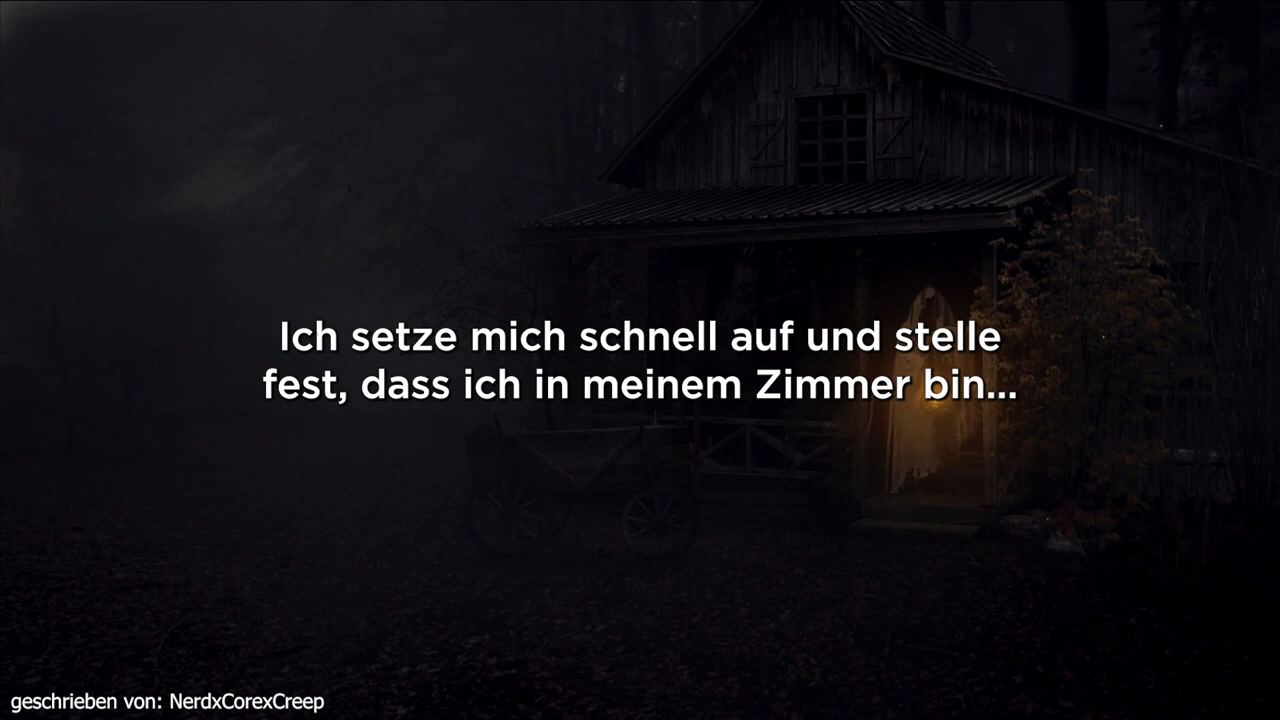 Ich setze mich schnell auf und stelle
fest, dass ich in meinem Zimmer bin...
geschrieben von: NerdxCorexCreep